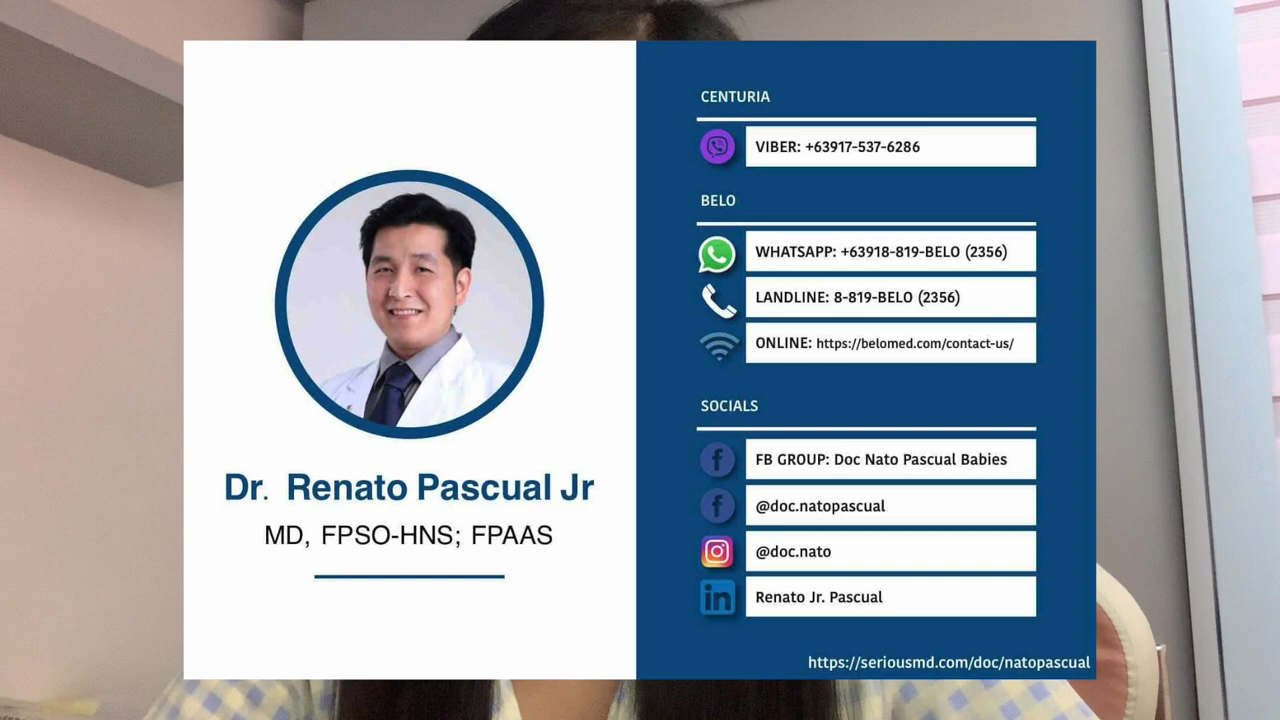 Dr. Renato Pascual Jr
MD, FPSO-HNS; FPAAS
CENTURIA
VIBER: +63917-537-6286
BELO
WHATSAPP: +63918-819-BELO (2356)
LANDLINE: 8-819-BELO (2356)
ONLINE: https://belomed.com/contact-us/
SOCIALS
FB GROUP: Doc Nato Pascual Babies
@doc.natopascual
@doc.nato
Renato Jr. Pascual
https://seriousmd.com/doc/natopascual